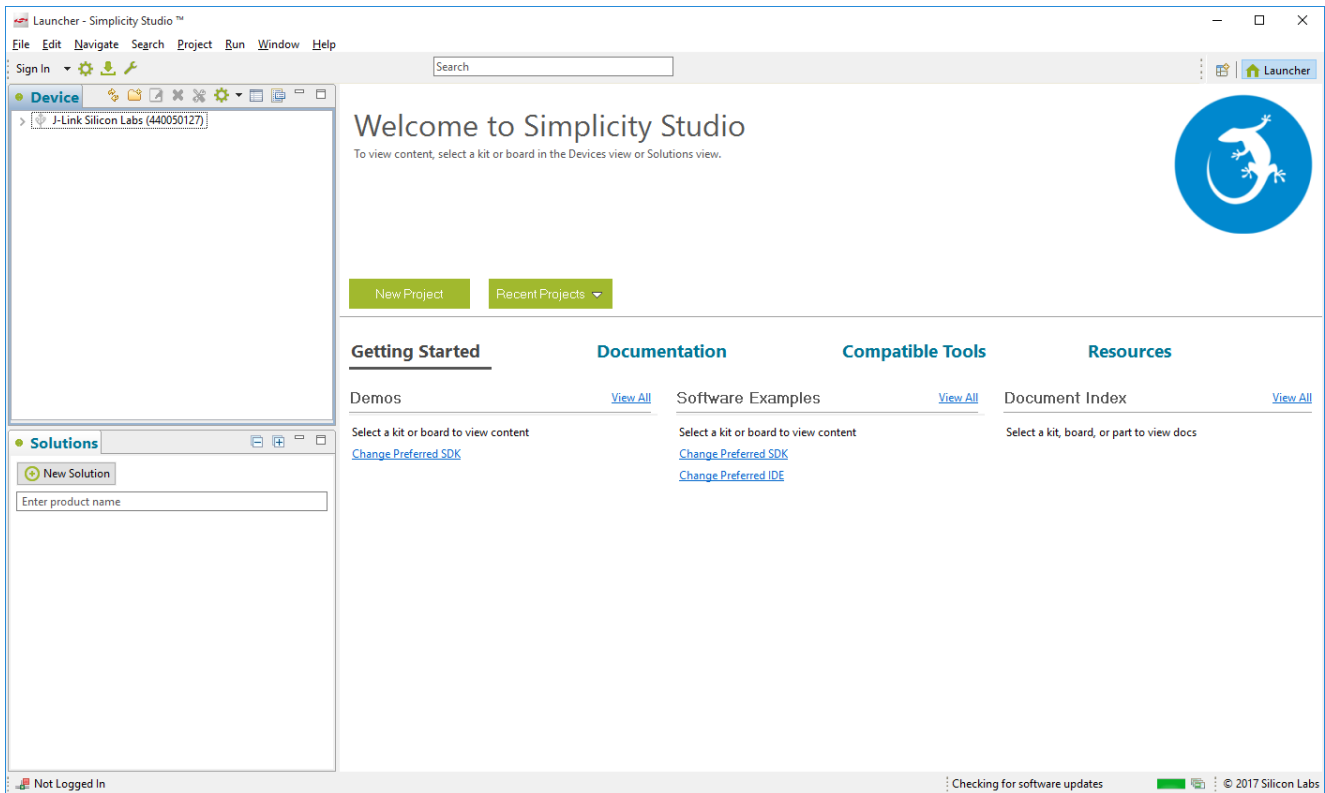 Launcher - Simplicity Studio ™
File Edit Navigate Search Project Run Window Help
Sign In
Search
Launcher
Device
J-Link Silicon Labs (440050127)
Welcome to Simplicity Studio
To view content, select a kit or board in the Devices view or Solutions view.
New Project
Recent Projects
Getting Started
Documentation
Compatible Tools
Resources
Demos
View All
Software Examples
View All
Document Index
View All
Select a kit or board to view content
Change Preferred SDK
Select a kit or board to view content
Change Preferred SDK
Change Preferred IDE
Select a kit, board, or part to view docs
Solutions
New Solution
Enter product name
Not Logged In
Checking for software updates
© 2017 Silicon Labs